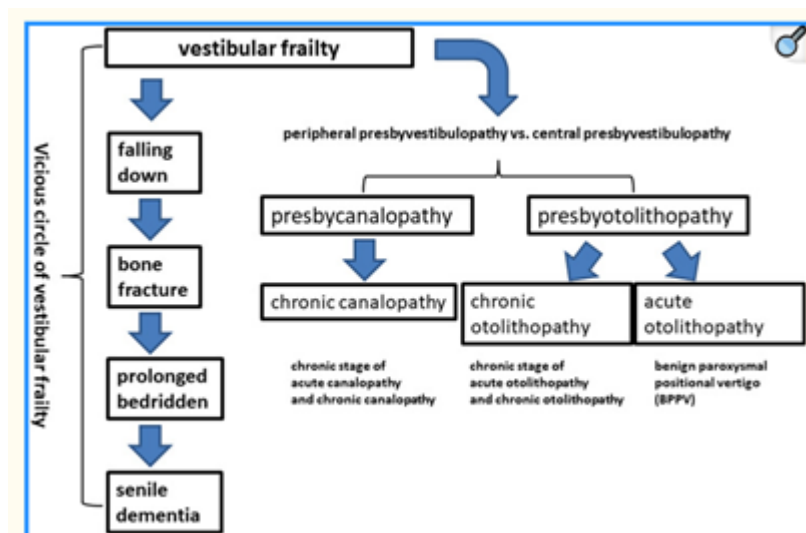 vestibular frailty
Vicious circle of vestibular frailty
falling
down
bone
fracture
prolonged
bedridden
senile
dementia
peripheral presbyvestibulopathy vs. central presbyvestibulopathy
presbycanalopathy
presbyotolithopathy
chronic canalopathy
chronic
otolithopathy
acute
otolithopathy
chronic stage of
acute canalopathy
and chronic canalopathy
chronic stage of
acute otolithopathy
and chronic otolithopathy
benign paroxysmal
positional vertigo
(BPPV)